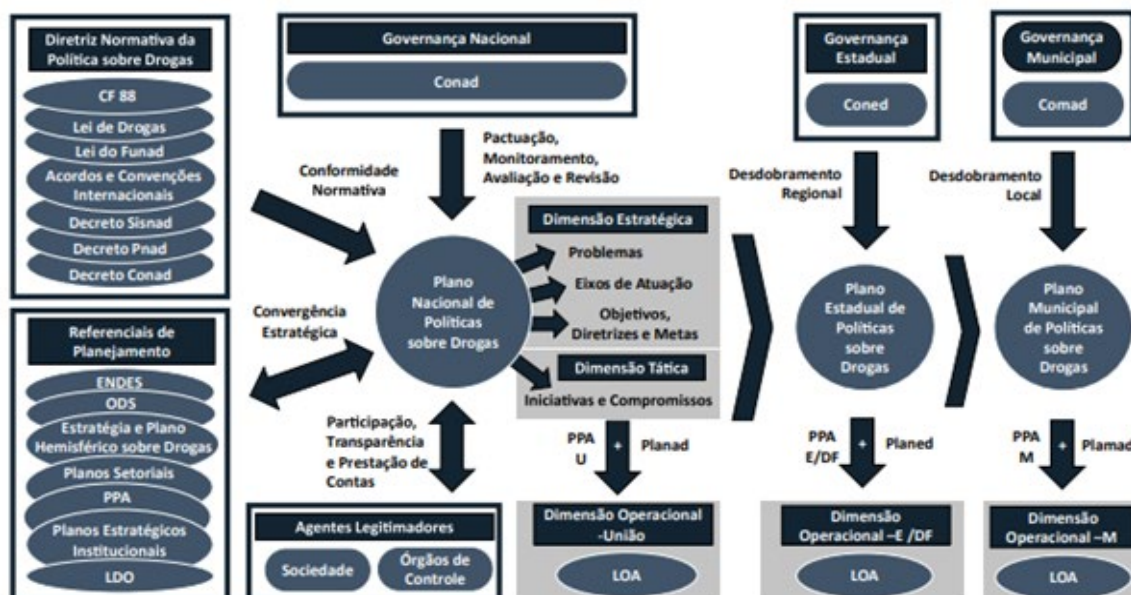 Diretriz Normativa da
Política sobre Drogas
CF 88
Lei de Drogas
Lei do Funad
Acordos e Convenções
Internacionais
Decreto Sisnad
Decreto Pnad
Decreto Conad
Referenciais de
Planejamento
ENDES
ODS
Estratégia e Plano
Hemisférico sobre Drogas
Planos Setoriais
PPA
Planos Estratégicos
Institucionais
LDO
Governança Nacional
Conad
Pactuação,
Monitoramento,
Avaliação e Revisão
Conformidade
Normativa
Convergência
Estratégica
Plano
Nacional de
Políticas
sobre Drogas
Participação,
Transparência
e Prestação de
Contas
Agentes Legitimadores
Sociedade
Órgãos de
Controle
Dimensão Estratégica
Problemas
Eixos de Atuação
Objetivos,
Diretrizes e Metas
Dimensão Tática
Iniciativas e Compromissos
PPA
U
+
Planad
Dimensão Operacional
-União
LOA
Governança
Estadual
Coned
Desdobramento
Regional
Plano
Estadual de
Políticas
sobre
Drogas
PPA
E/DF
+
Planed
Dimensão
Operacional –E /DF
LOA
Governança
Municipal
Comad
Desdobramento
Local
Plano
Municipal
de Políticas
sobre
Drogas
PPA
M
+
Plamad
Dimensão
Operacional –M
LOA